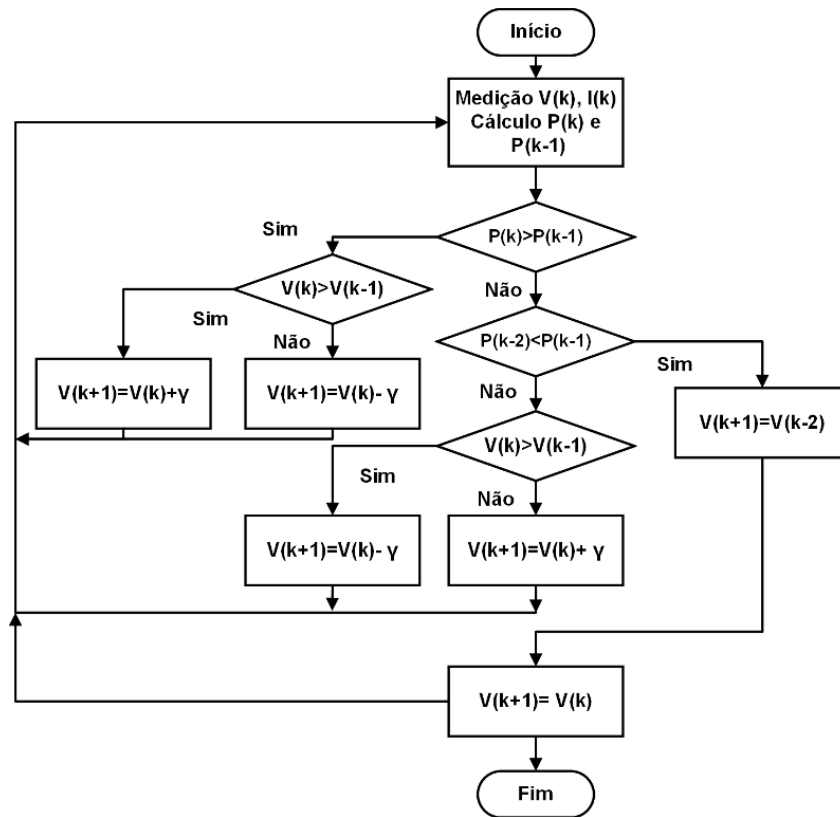 Início
Medição V(k), I(k)
Cálculo P(k) e
P(k-1)
Sim
P(k)>P(k-1)
Não
V(k)>V(k-1)
Sim
Não
P(k-2)<P(k-1)
Sim
Não
V(k+1)=V(k)+γ
V(k+1)=V(k)- γ
V(k+1)=V(k-2)
V(k)>V(k-1)
Sim
Não
V(k+1)=V(k)- γ
V(k+1)=V(k)+ γ
V(k+1)= V(k)
Fim